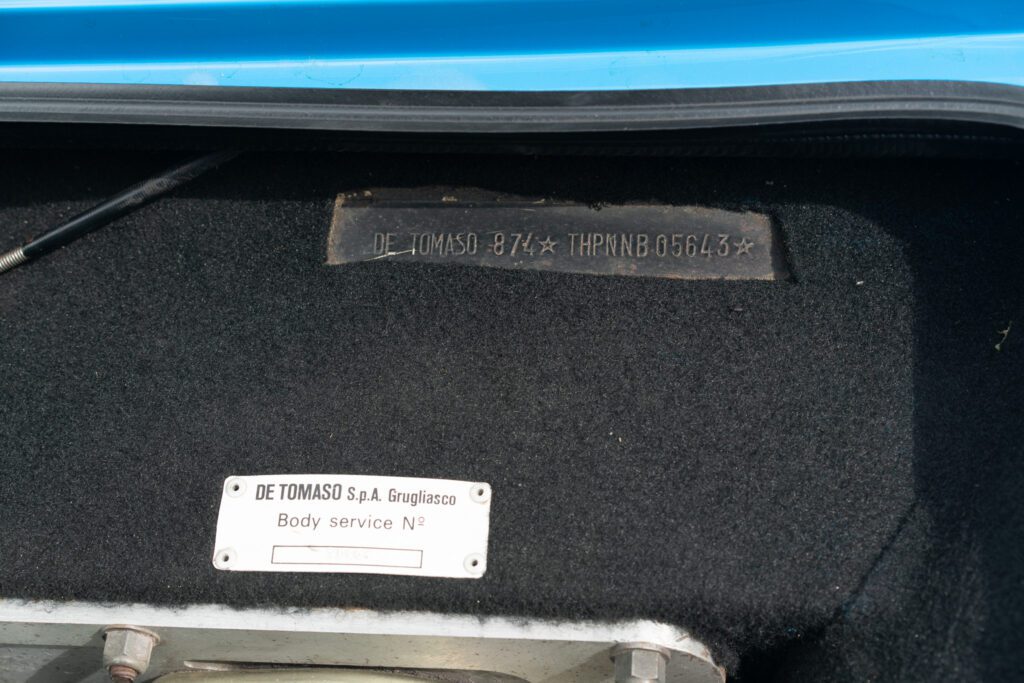 DE TOMASO 874☆ THPNNB05643☆
DE TOMASO S.p.A. Grugliasco
Body service Nº